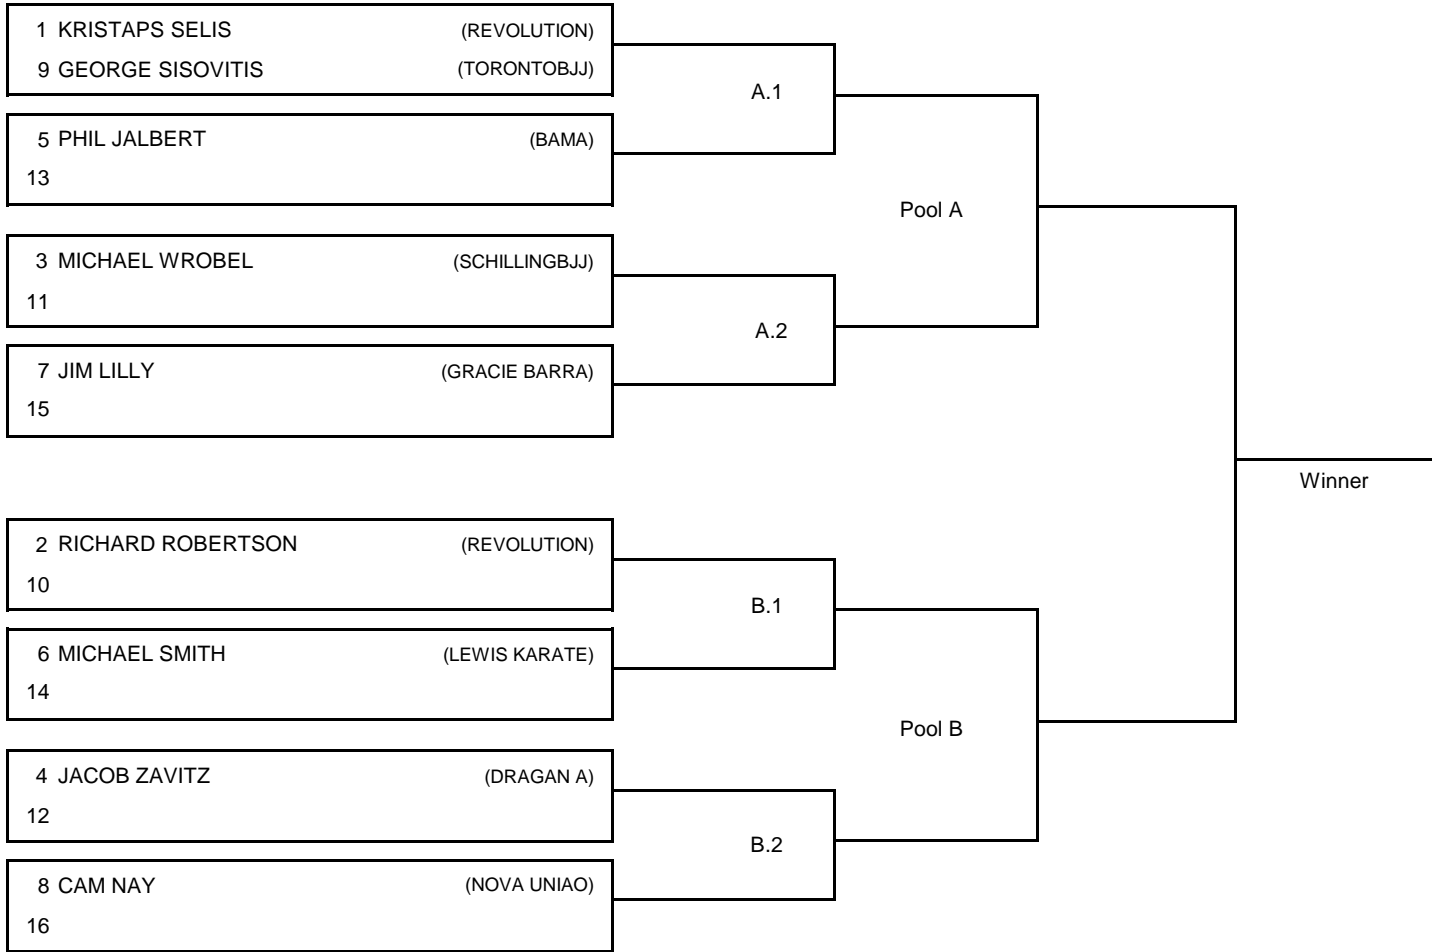 1 KRISTAPS SELIS (REVOLUTION)
9 GEORGE SISOVITIS (TORONTOBJJ)
A.1
5 PHIL JALBERT (BAMA)
13
Pool A
3 MICHAEL WROBEL (SCHILLINGBJJ)
11
A.2
7 JIM LILLY (GRACIE BARRA)
15
Winner
2 RICHARD ROBERTSON (REVOLUTION)
10
B.1
6 MICHAEL SMITH (LEWIS KARATE)
14
Pool B
4 JACOB ZAVITZ (DRAGAN A)
12
B.2
8 CAM NAY (NOVA UNIAO)
16